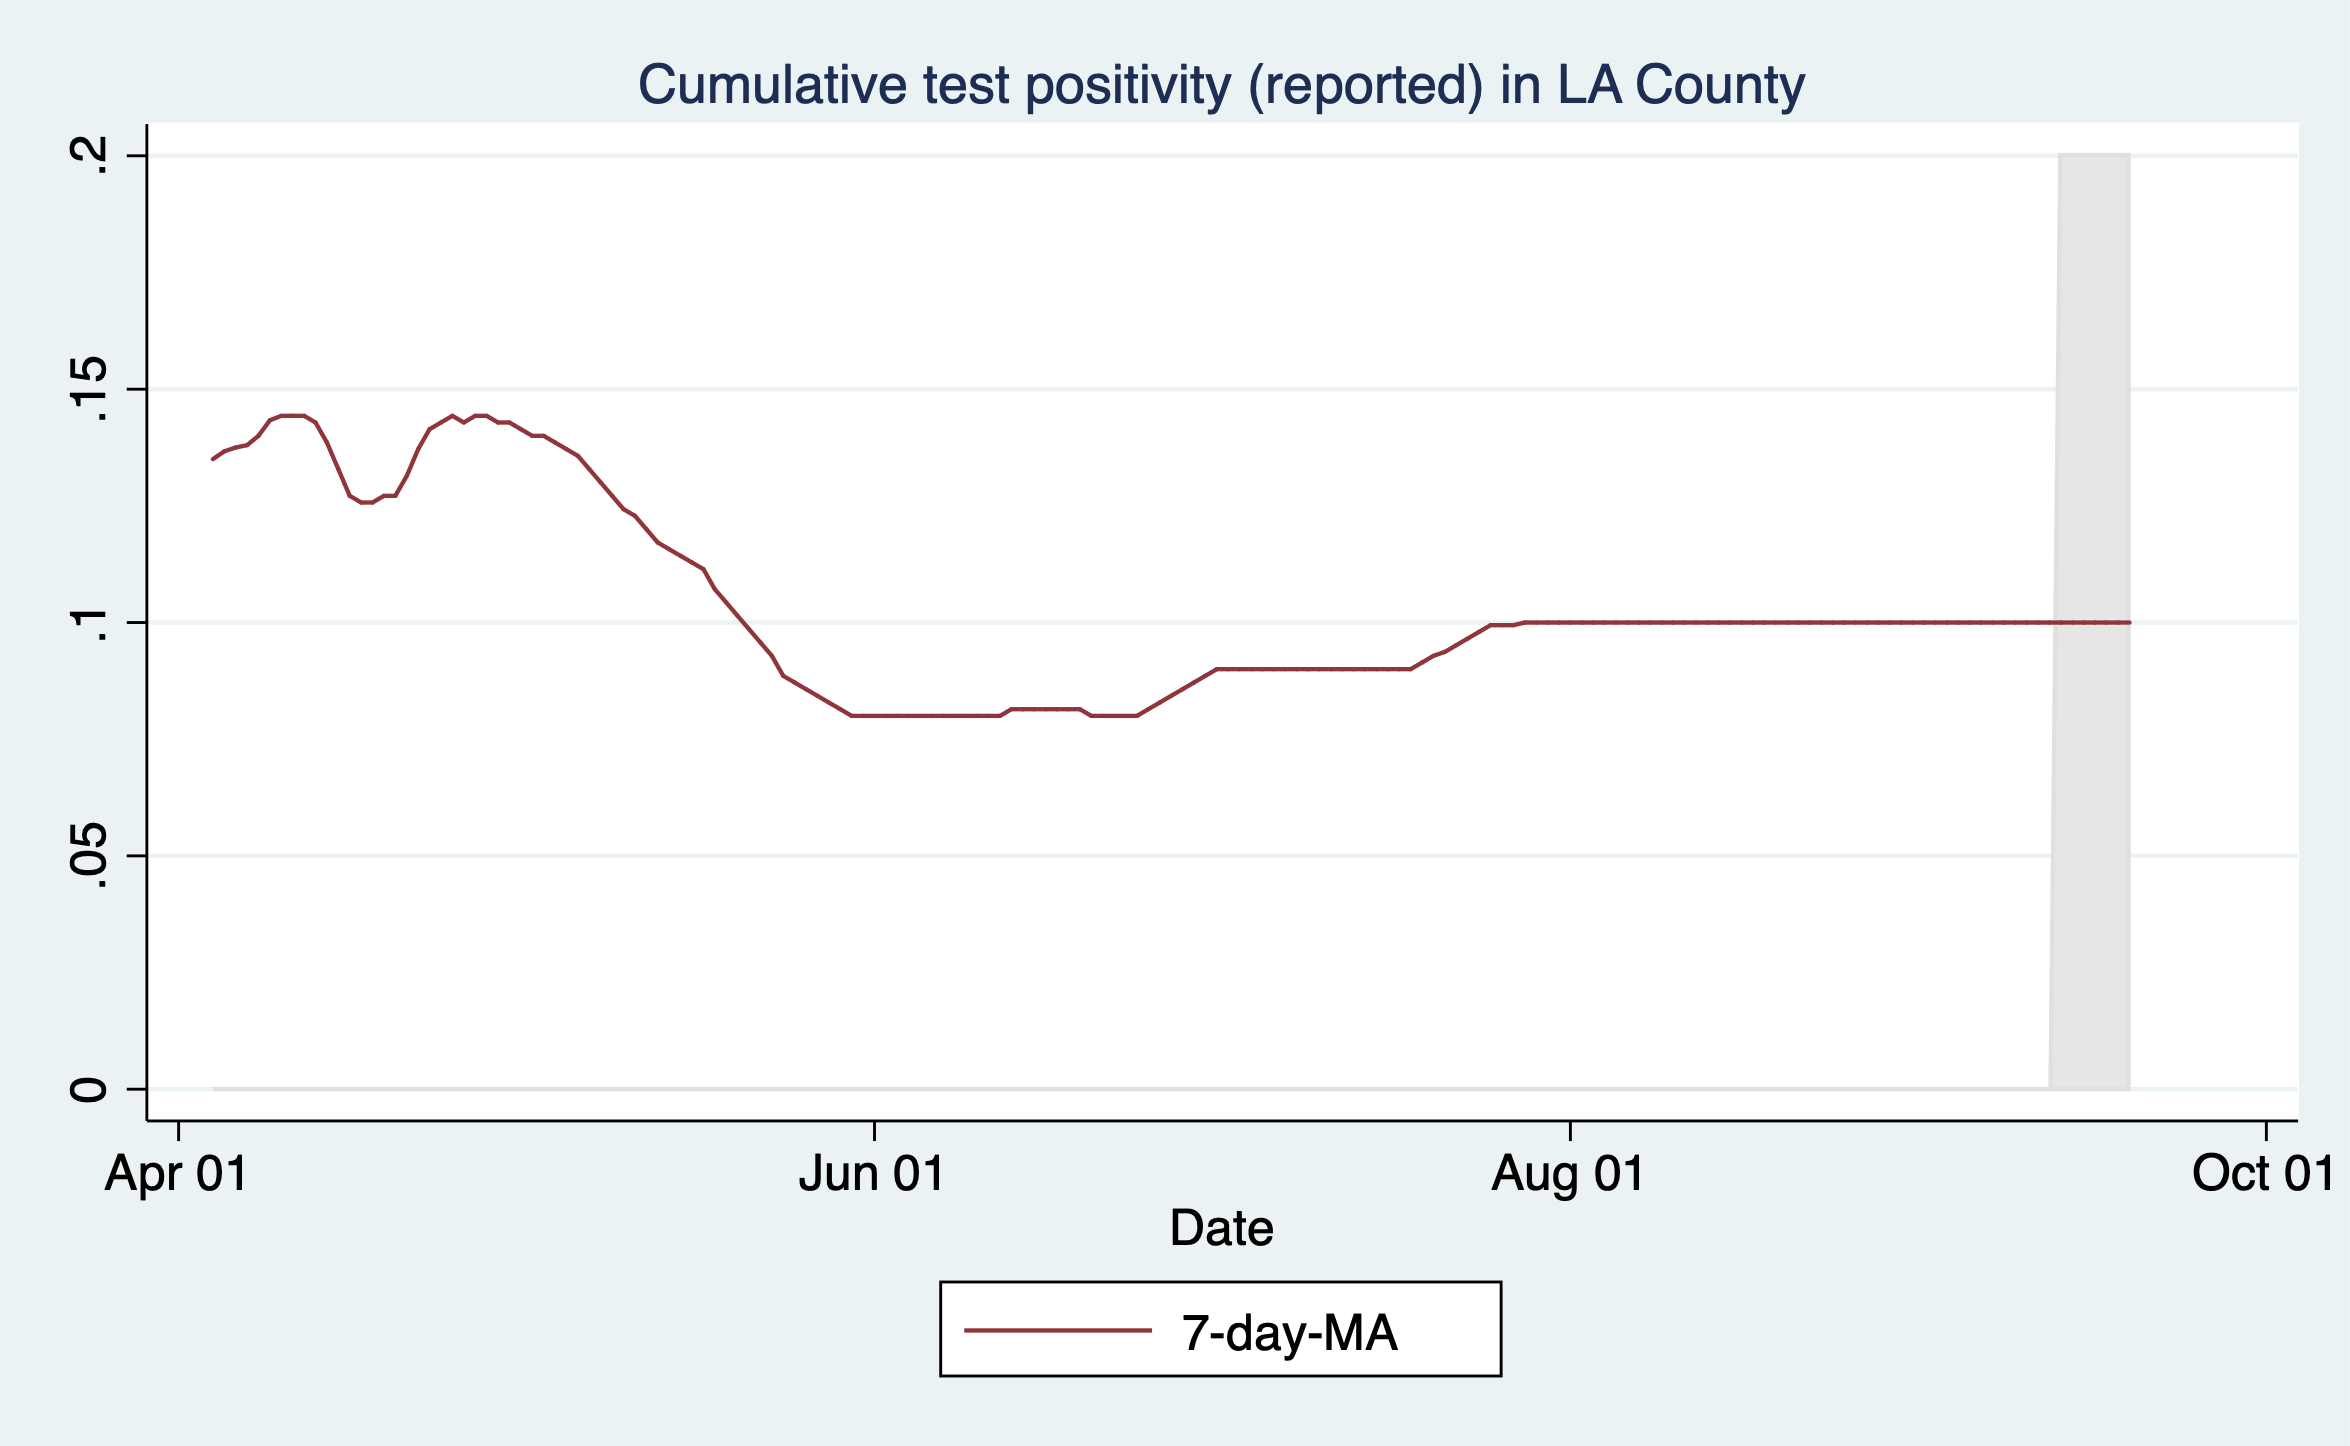 Cumulative test positivity (reported) in LA County
.2
.15
.1
.05
0
Apr 01 Jun 01 Aug 01 Oct 01
Date
7-day-MA